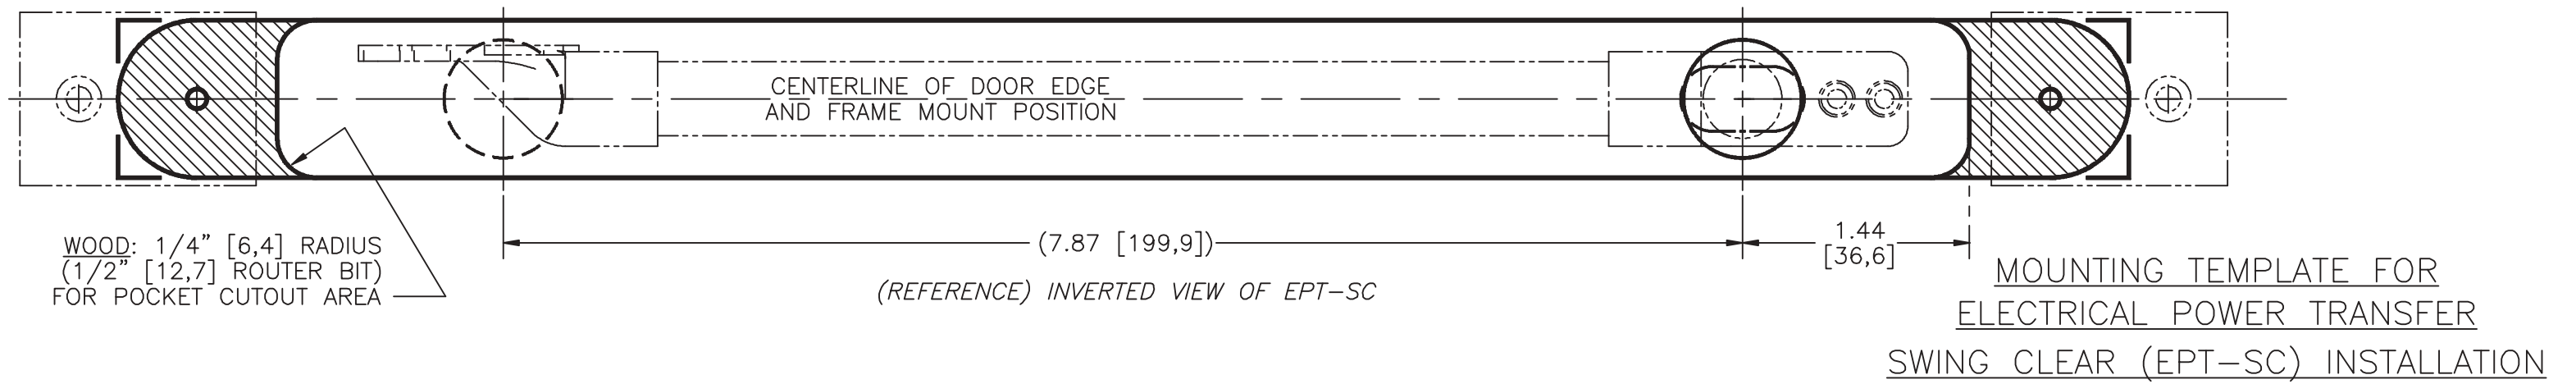 CENTERLINE OF DOOR EDGE
AND FRAME MOUNT POSITION
WOOD: 1/4" [6,4] RADIUS
(1/2" [12,7] ROUTER BIT)
FOR POCKET CUTOUT AREA
(7.87 [199,9])
(REFERENCE) INVERTED VIEW OF EPT-SC
1.44
[36,6]
MOUNTING TEMPLATE FOR
ELECTRICAL POWER TRANSFER
SWING CLEAR (EPT-SC) INSTALLATION